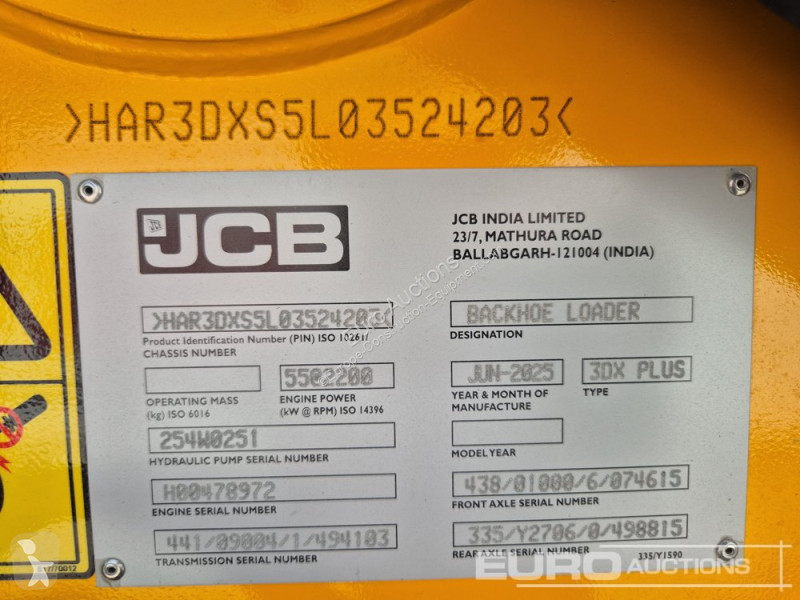 >HAR3DXS5L03524203<
JCB
JCB INDIA LIMITED
23/7, MATHURA ROAD
BALLABGARH-121004 (INDIA)
>HAR3DXS5L03524203<
Product Identification Number (PIN) ISO 10261/
CHASSIS NUMBER
BACKHOE LOADER
DESIGNATION
OPERATING MASS
(kg) ISO 6016
55@2200
ENGINE POWER
(kW @ RPM) ISO 14396
JUN-2025
YEAR & MONTH OF
MANUFACTURE
3DX PLUS
TYPE
254W0251
HYDRAULIC PUMP SERIAL NUMBER
MODEL YEAR
H00478972
ENGINE SERIAL NUMBER
438/01000/6/074615
FRONT AXLE SERIAL NUMBER
441/09004/1/494103
TRANSMISSION SERIAL NUMBER
335/Y2706/0/498815
REAR AXLE SERIAL NUMBER
335/Y1590
EURO AUCTIONS